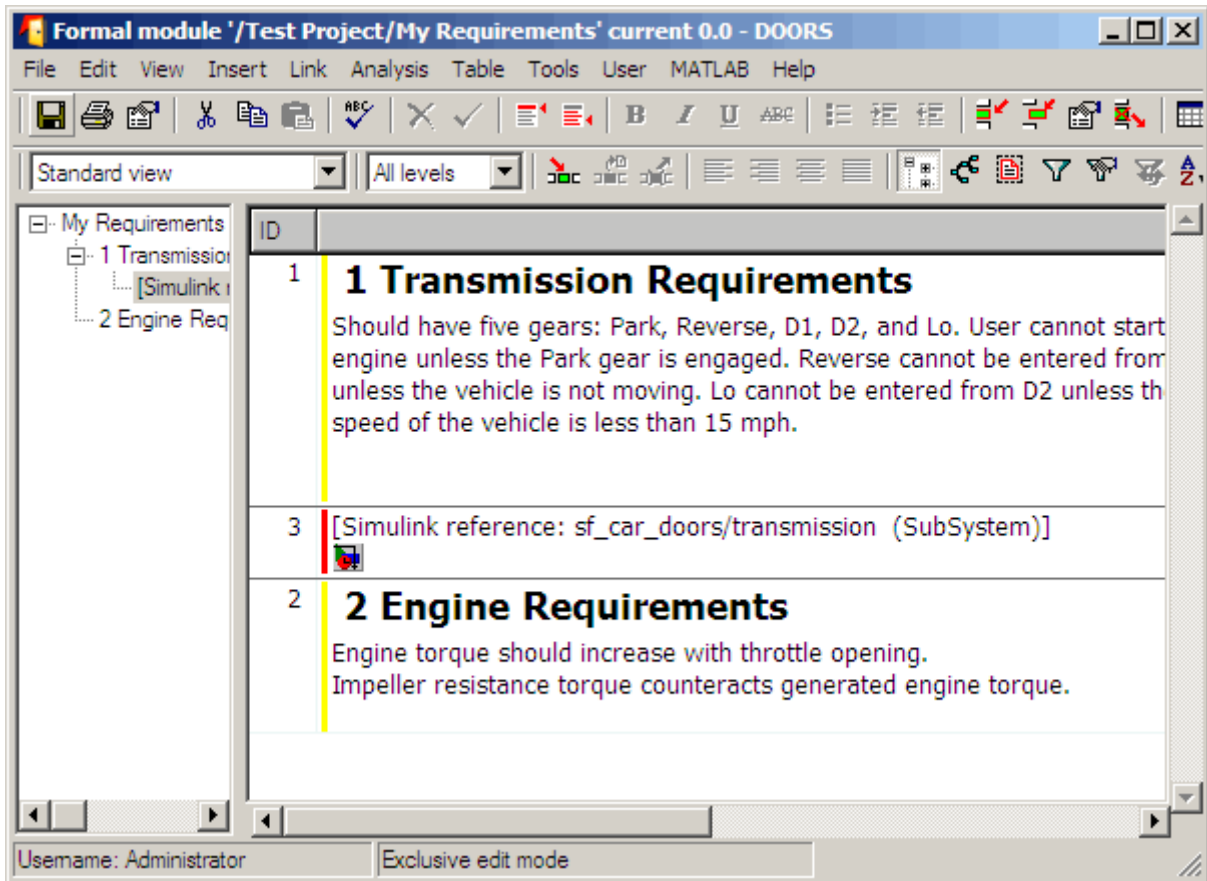 Formal module '/Test Project/My Requirements' current 0.0 - DOORS
File Edit View Insert Link Analysis Table Tools User MATLAB Help
ABC B I U ABC
Standard view All levels A Z
My Requirements
1 Transmission
[Simulink r
2 Engine Req
ID
1 1 Transmission Requirements
Should have five gears: Park, Reverse, D1, D2, and Lo. User cannot start
engine unless the Park gear is engaged. Reverse cannot be entered from
unless the vehicle is not moving. Lo cannot be entered from D2 unless th
speed of the vehicle is less than 15 mph.
3 [Simulink reference: sf_car_doors/transmission (SubSystem)]
2 2 Engine Requirements
Engine torque should increase with throttle opening.
Impeller resistance torque counteracts generated engine torque.
Username: Administrator Exclusive edit mode